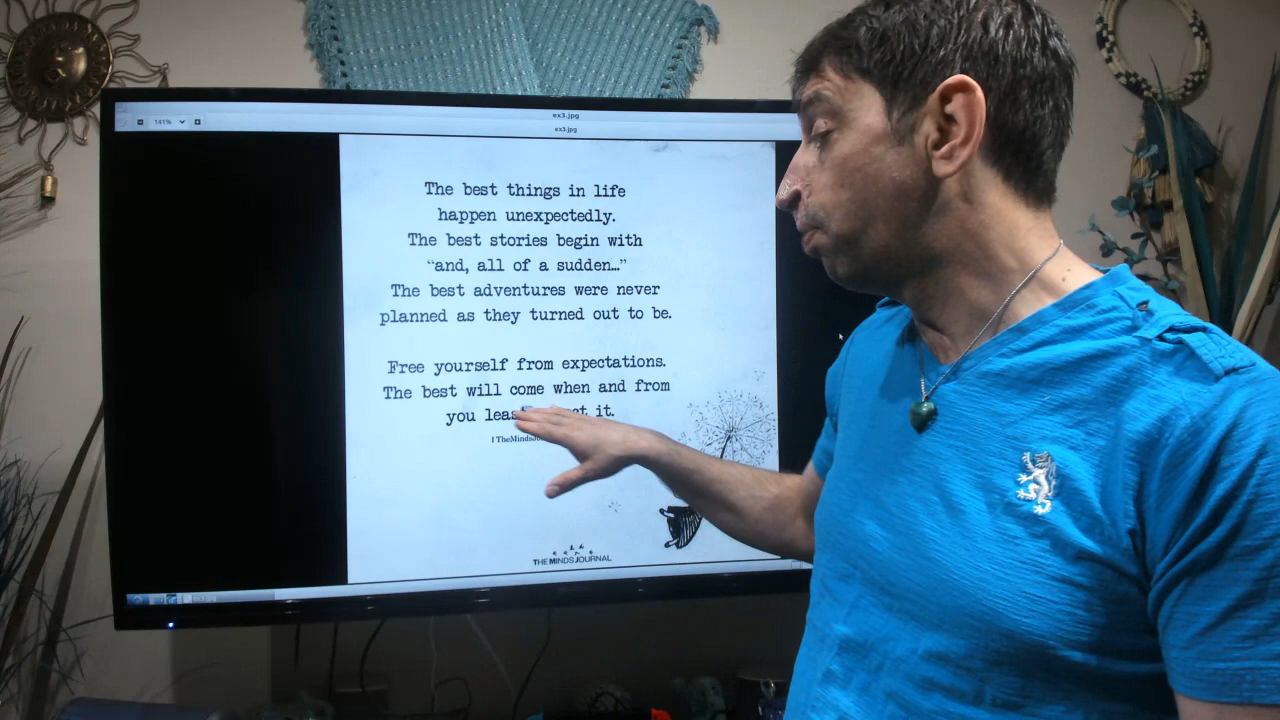 ex3.jpg
141%
ex3.jpg
The best things in life
happen unexpectedly.
The best stories begin with
“and, all of a sudden...”
The best adventures were never
planned as they turned out to be.
Free yourself from expectations.
The best will come when and from
you it.
THE MINDS JOURNAL